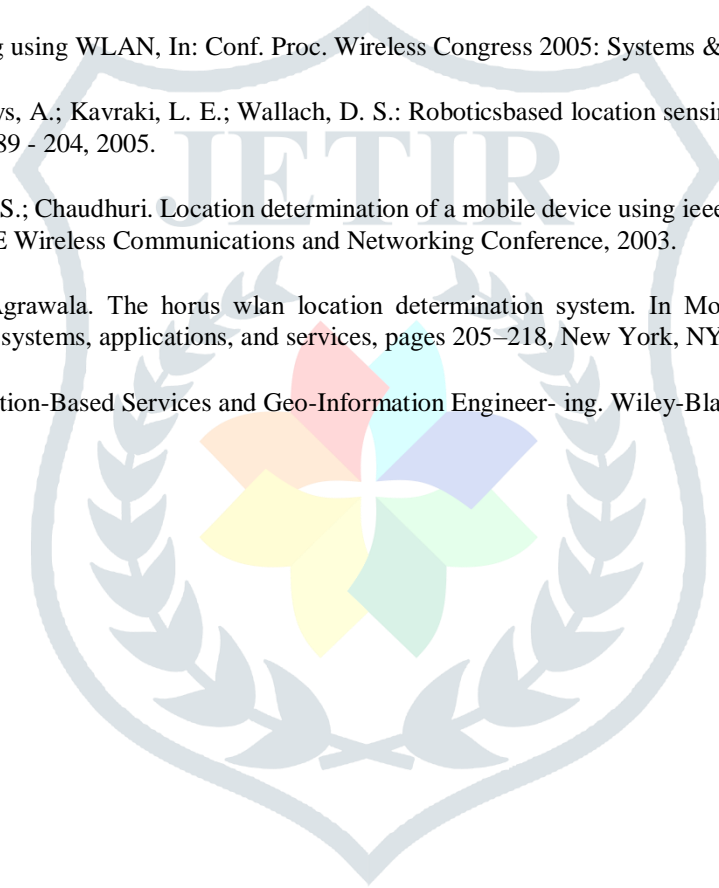 g using WLAN, In: Conf. Proc. Wireless Congress 2005: Systems &
ys, A.; Kavraki, L. E.; Wallach, D. S.: Roboticsbased location sensin
89 - 204, 2005.
S.; Chaudhuri. Location determination of a mobile device using ieee
E Wireless Communications and Networking Conference, 2003.
Agrawala. The horus wlan location determination system. In Mo
systems, applications, and services, pages 205–218, New York, NY
tion-Based Services and Geo-Information Engineer- ing. Wiley-Bla
JETIR